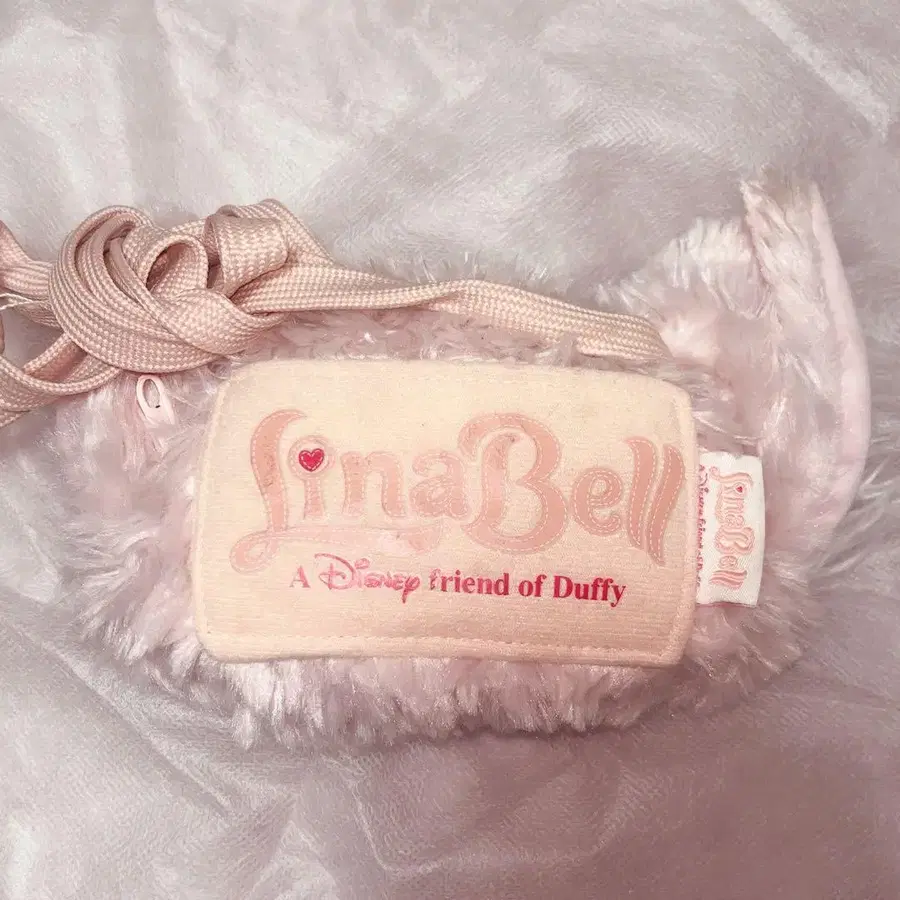 LinaBell
A Disney friend of Duffy
LinaBell